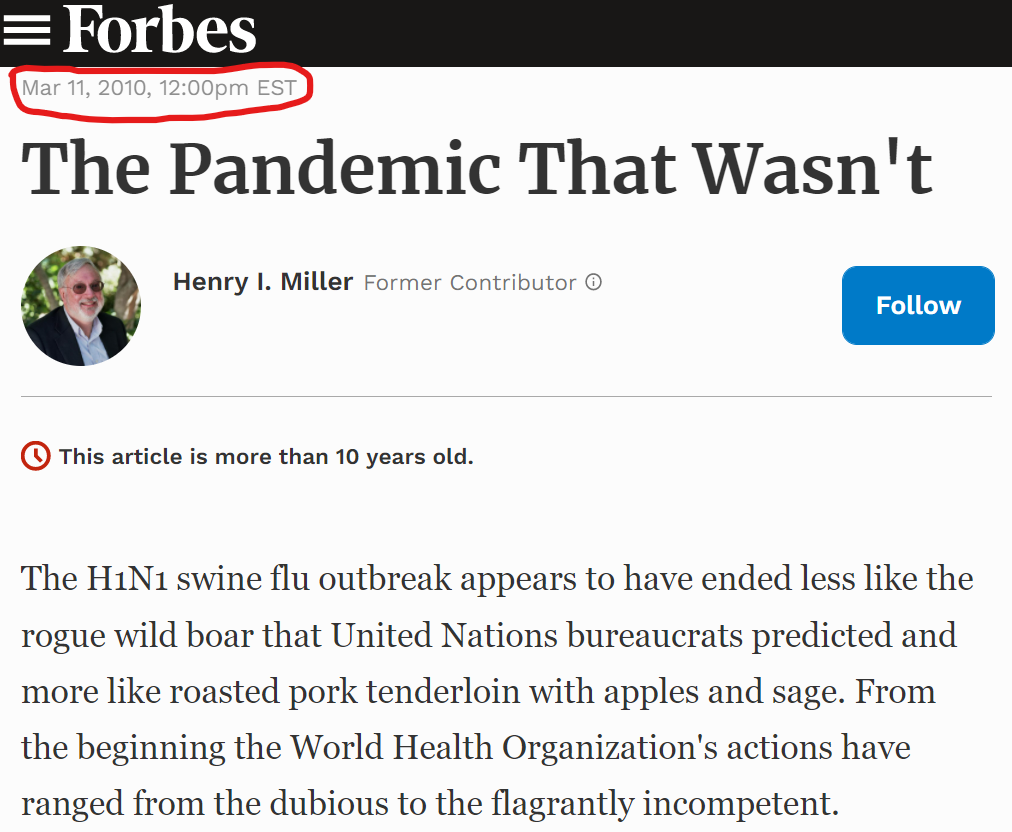 Forbes
Mar 11, 2010, 12:00pm EST
The Pandemic That Wasn't
Henry I. Miller Former Contributor
Follow
This article is more than 10 years old.
The H1N1 swine flu outbreak appears to have ended less like the
rogue wild boar that United Nations bureaucrats predicted and
more like roasted pork tenderloin with apples and sage. From
the beginning the World Health Organization's actions have
ranged from the dubious to the flagrantly incompetent.